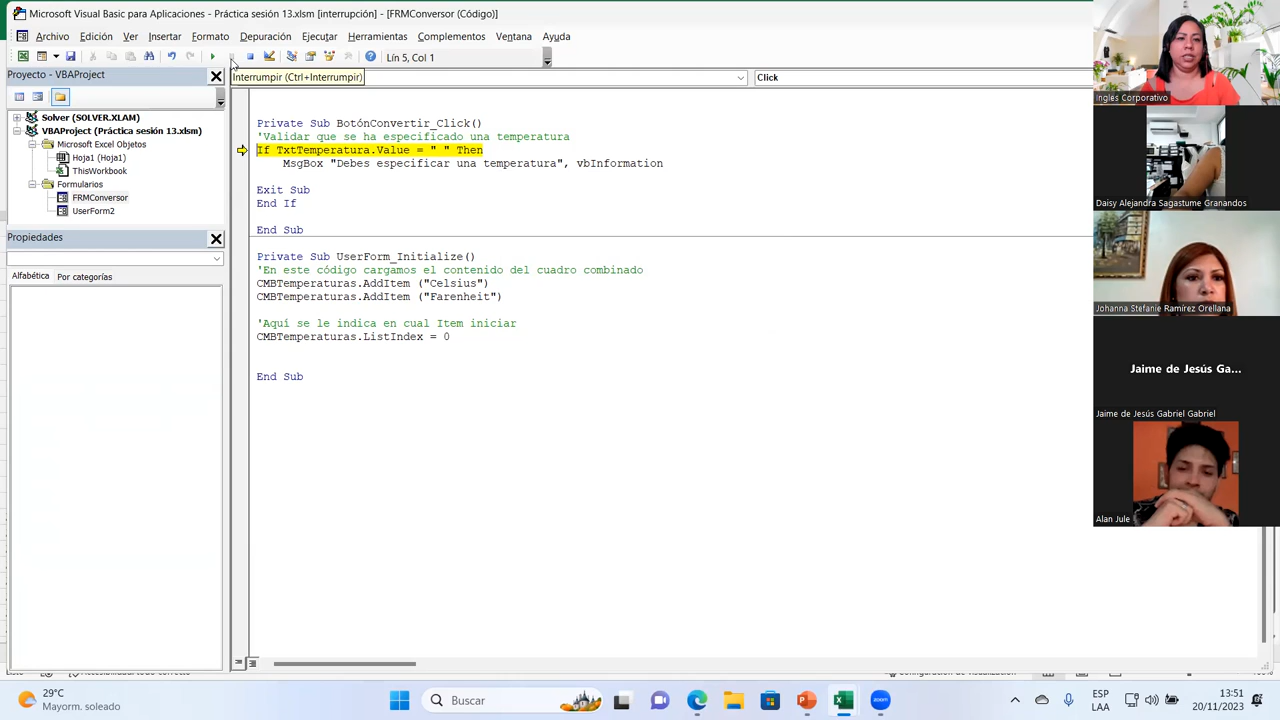 Microsoft Visual Basic para Aplicaciones - Práctica sesión 13.xlsm [interrupción] - [FRMConversor (Código)]
Archivo Edición Ver Insertar Formato Depuración Ejecutar Herramientas Complementos Ventana Ayuda
Lín 5, Col 1
Proyecto - VBAProject
Interrumpir (Ctrl+Interrumpir)
Click
Solver (SOLVER.XLAM)
VBAProject (Práctica sesión 13.xlsm)
Microsoft Excel Objetos
Hoja1 (Hoja1)
ThisWorkbook
Formularios
FRMConversor
UserForm2
Propiedades
Alfabética Por categorías
Private Sub BotónConvertir_Click()
'Validar que se ha especificado una temperatura
If TxtTemperatura.Value = " " Then
MsgBox "Debes especificar una temperatura", vbInformation
Exit Sub
End If
End Sub
Private Sub UserForm_Initialize()
'En este código cargamos el contenido del cuadro combinado
CMBTemperaturas.AddItem ("Celsius")
CMBTemperaturas.AddItem ("Farenheit")
'Aquí se le indica en cual Item iniciar
CMBTemperaturas.ListIndex = 0
End Sub
Ingles Corporativo
Daisy Alejandra Sagastume Granandos
Johanna Stefanie Ramírez Orellana
Jaime de Jesús Ga...
Jaime de Jesús Gabriel Gabriel
Alan Jule
29°C
Mayorm. soleado
Buscar
zoom
ESP
LAA
13:51
20/11/2023